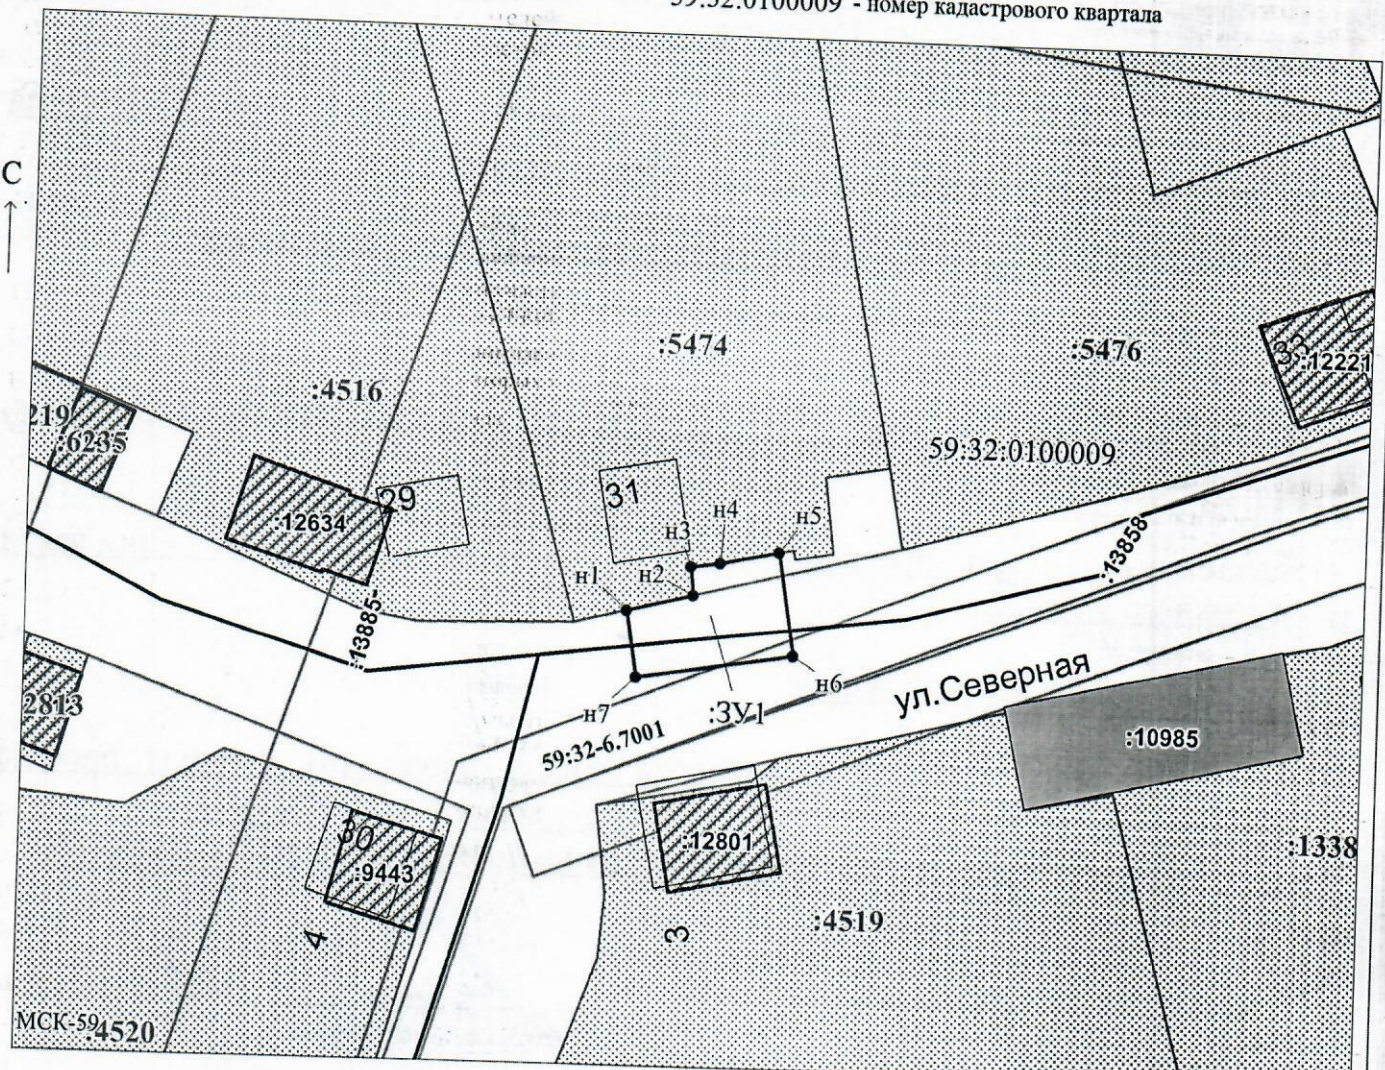 59:32:0100009 - номер кадастрового квартала
С
:5474
:5476
33
:12221
:4516
219
:6235
59:32:0100009
29
31
:12634
н4
н5
н3
:13858
н1
н2
:13885
2813
н7
:ЗУ1
н6
ул.Северная
59:32-6.7001
:10985
30
:9443
:12801
:1338
4
3
:4519
МСК-59
:4520